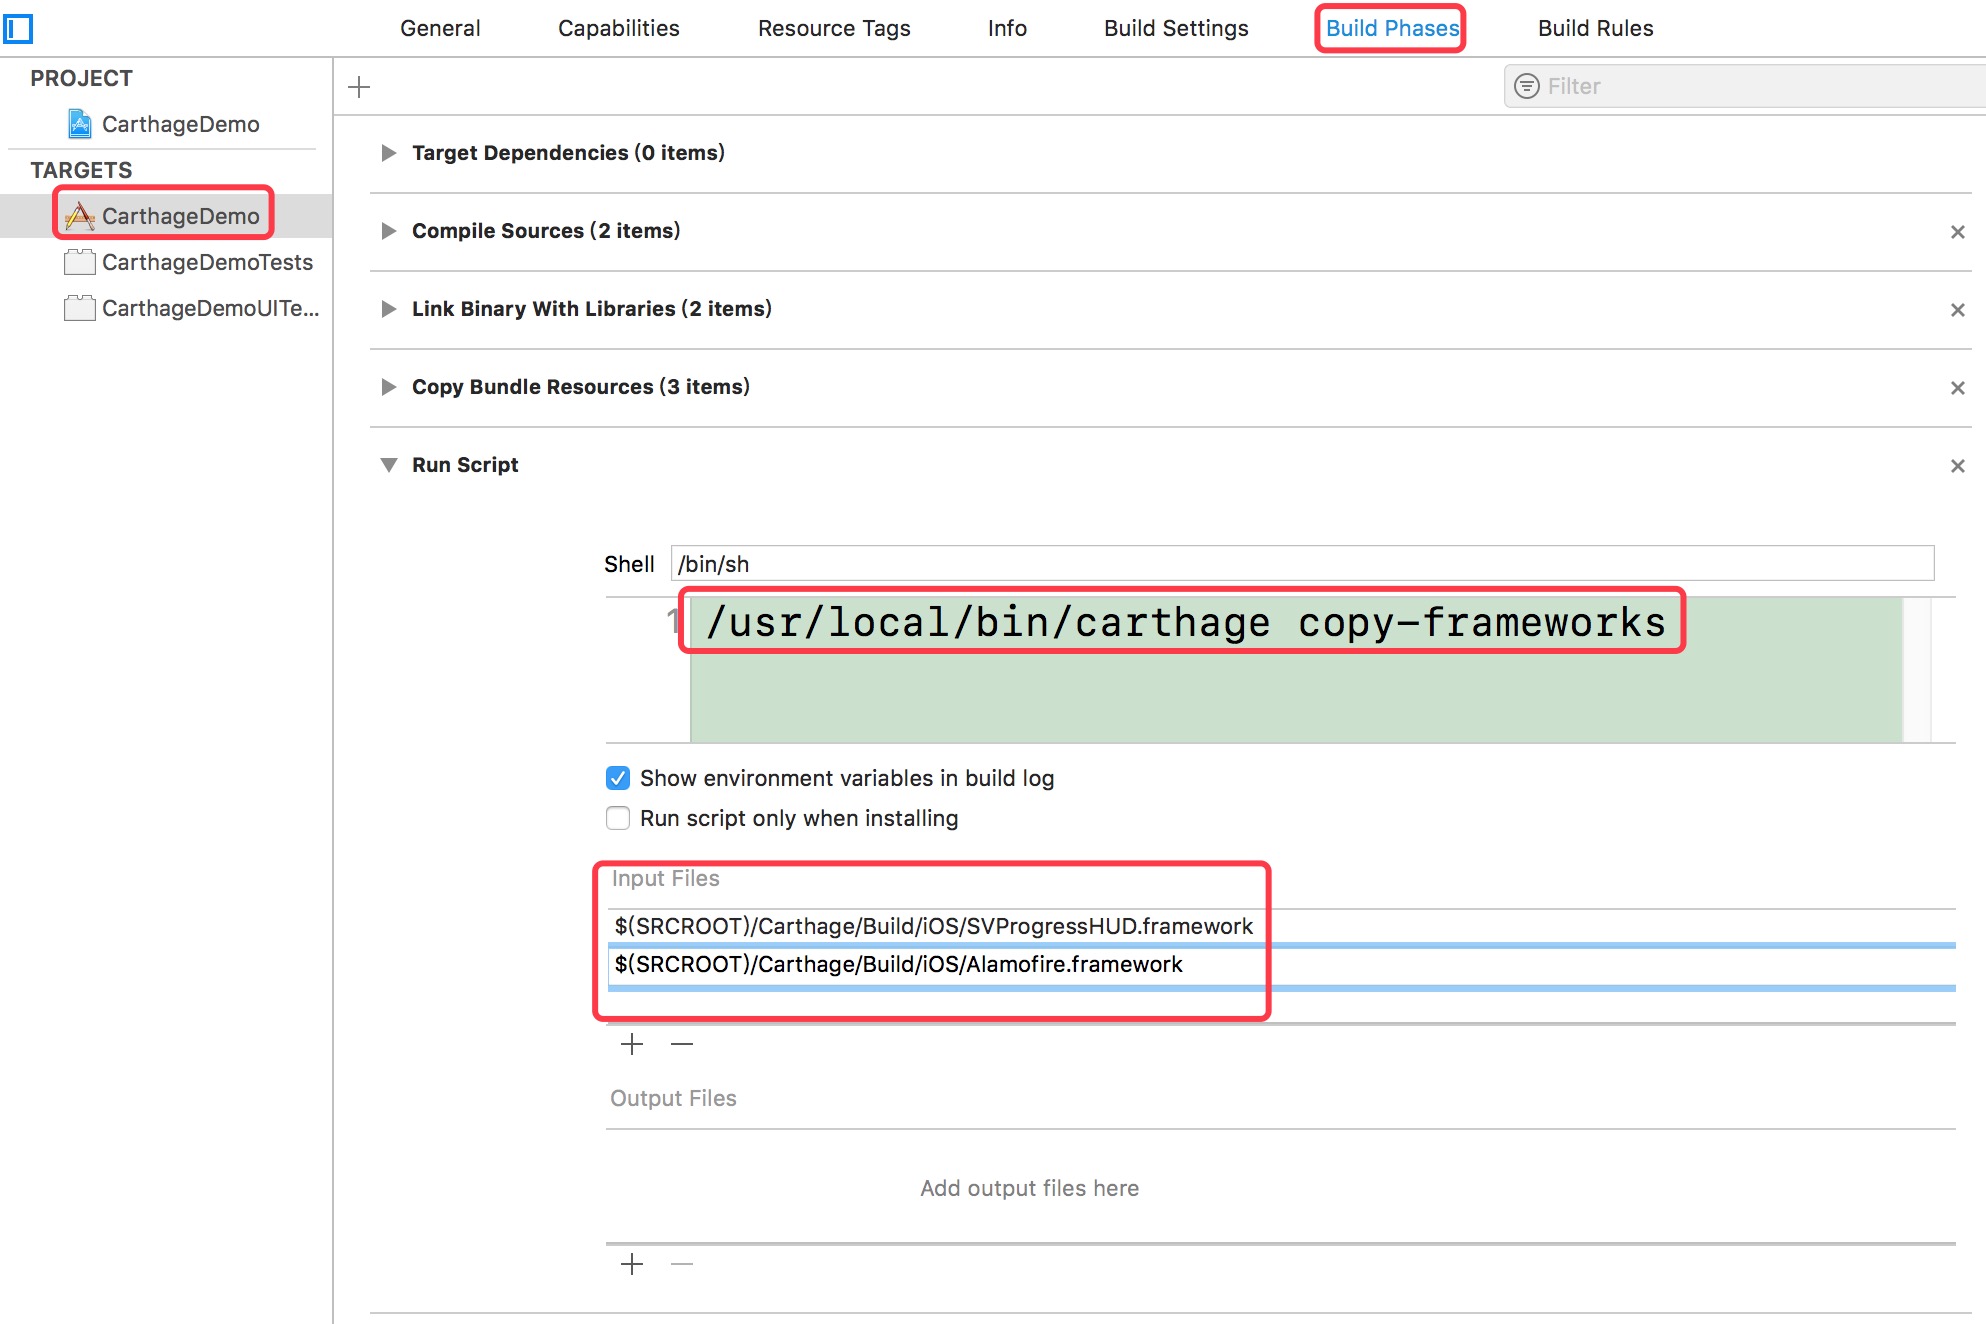 General Capabilities Resource Tags Info Build Settings Build Phases Build Rules
PROJECT
CarthageDemo
TARGETS
CarthageDemo
CarthageDemoTests
CarthageDemoUITe...
Filter
Target Dependencies (0 items)
Compile Sources (2 items)
Link Binary With Libraries (2 items)
Copy Bundle Resources (3 items)
Run Script
Shell /bin/sh
1 /usr/local/bin/carthage copy-frameworks
Show environment variables in build log
Run script only when installing
Input Files
$(SRCROOT)/Carthage/Build/iOS/SVProgressHUD.framework
$(SRCROOT)/Carthage/Build/iOS/Alamofire.framework
Output Files
Add output files here